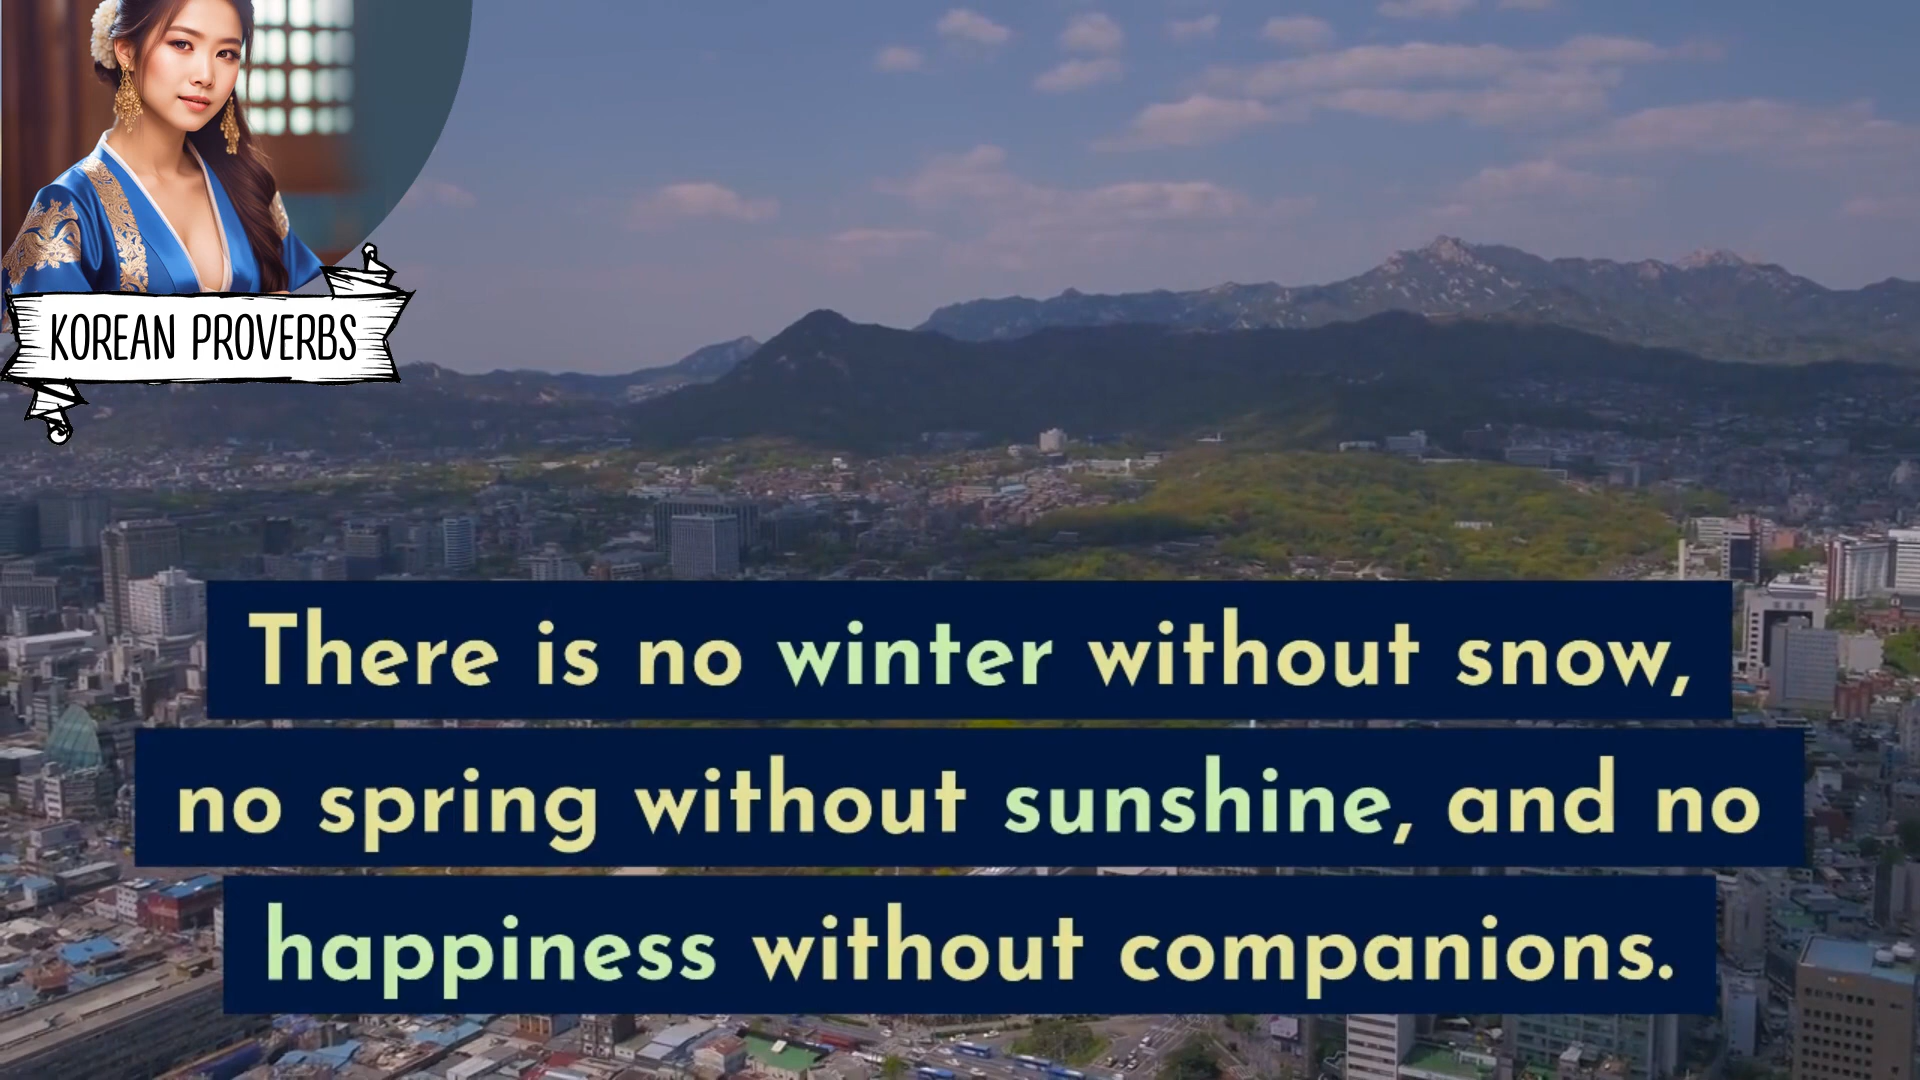 KOREAN PROVERBS
There is no winter without snow,
no spring without sunshine, and no
happiness without companions.